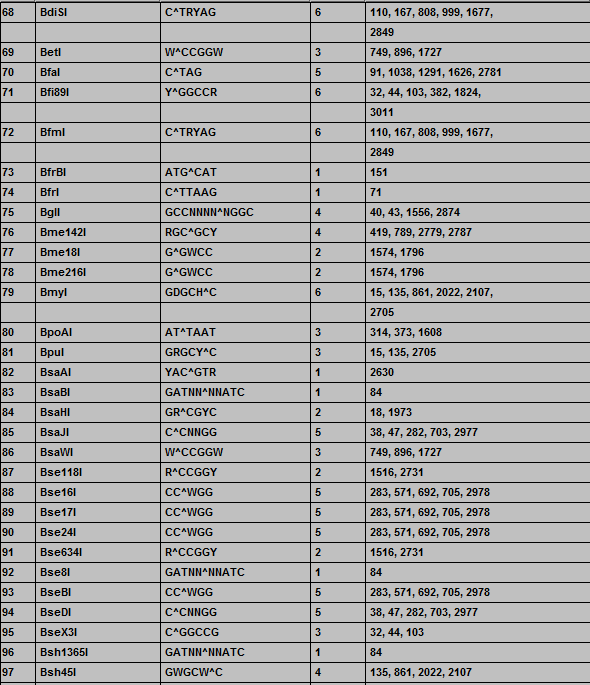 68 BdiSI C^TRYAG 6 110, 167, 808, 999, 1677,
2849
69 BetI W^CCGGW 3 749, 896, 1727
70 BfaI C^TAG 5 91, 1038, 1291, 1626, 2781
71 Bfi89I Y^GGCCR 6 32, 44, 103, 382, 1824,
3011
72 BfmI C^TRYAG 6 110, 167, 808, 999, 1677,
2849
73 BfrBI ATG^CAT 1 151
74 BfrI C^TTAAG 1 71
75 BglI GCCNNNN^NGGC 4 40, 43, 1556, 2874
76 Bme142I RGC^GCY 4 419, 789, 2779, 2787
77 Bme18I G^GWCC 2 1574, 1796
78 Bme216I G^GWCC 2 1574, 1796
79 BmyI GDGCH^C 6 15, 135, 861, 2022, 2107,
2705
80 BpoAI AT^TAAT 3 314, 373, 1608
81 BpuI GRGCY^C 3 15, 135, 2705
82 BsaAI YAC^GTR 1 2630
83 BsaBI GATNN^NNATC 1 84
84 BsaHI GR^CGYC 2 18, 1973
85 BsaJI C^CNNGG 5 38, 47, 282, 703, 2977
86 BsaWI W^CCGGW 3 749, 896, 1727
87 Bse118I R^CCGGY 2 1516, 2731
88 Bse16I CC^WGG 5 283, 571, 692, 705, 2978
89 Bse17I CC^WGG 5 283, 571, 692, 705, 2978
90 Bse24I CC^WGG 5 283, 571, 692, 705, 2978
91 Bse634I R^CCGGY 2 1516, 2731
92 Bse8I GATNN^NNATC 1 84
93 BseBI CC^WGG 5 283, 571, 692, 705, 2978
94 BseDI C^CNNGG 5 38, 47, 282, 703, 2977
95 BseX3I C^GGCCG 3 32, 44, 103
96 Bsh1365I GATNN^NNATC 1 84
97 Bsh45I GWGCW^C 4 135, 861, 2022, 2107